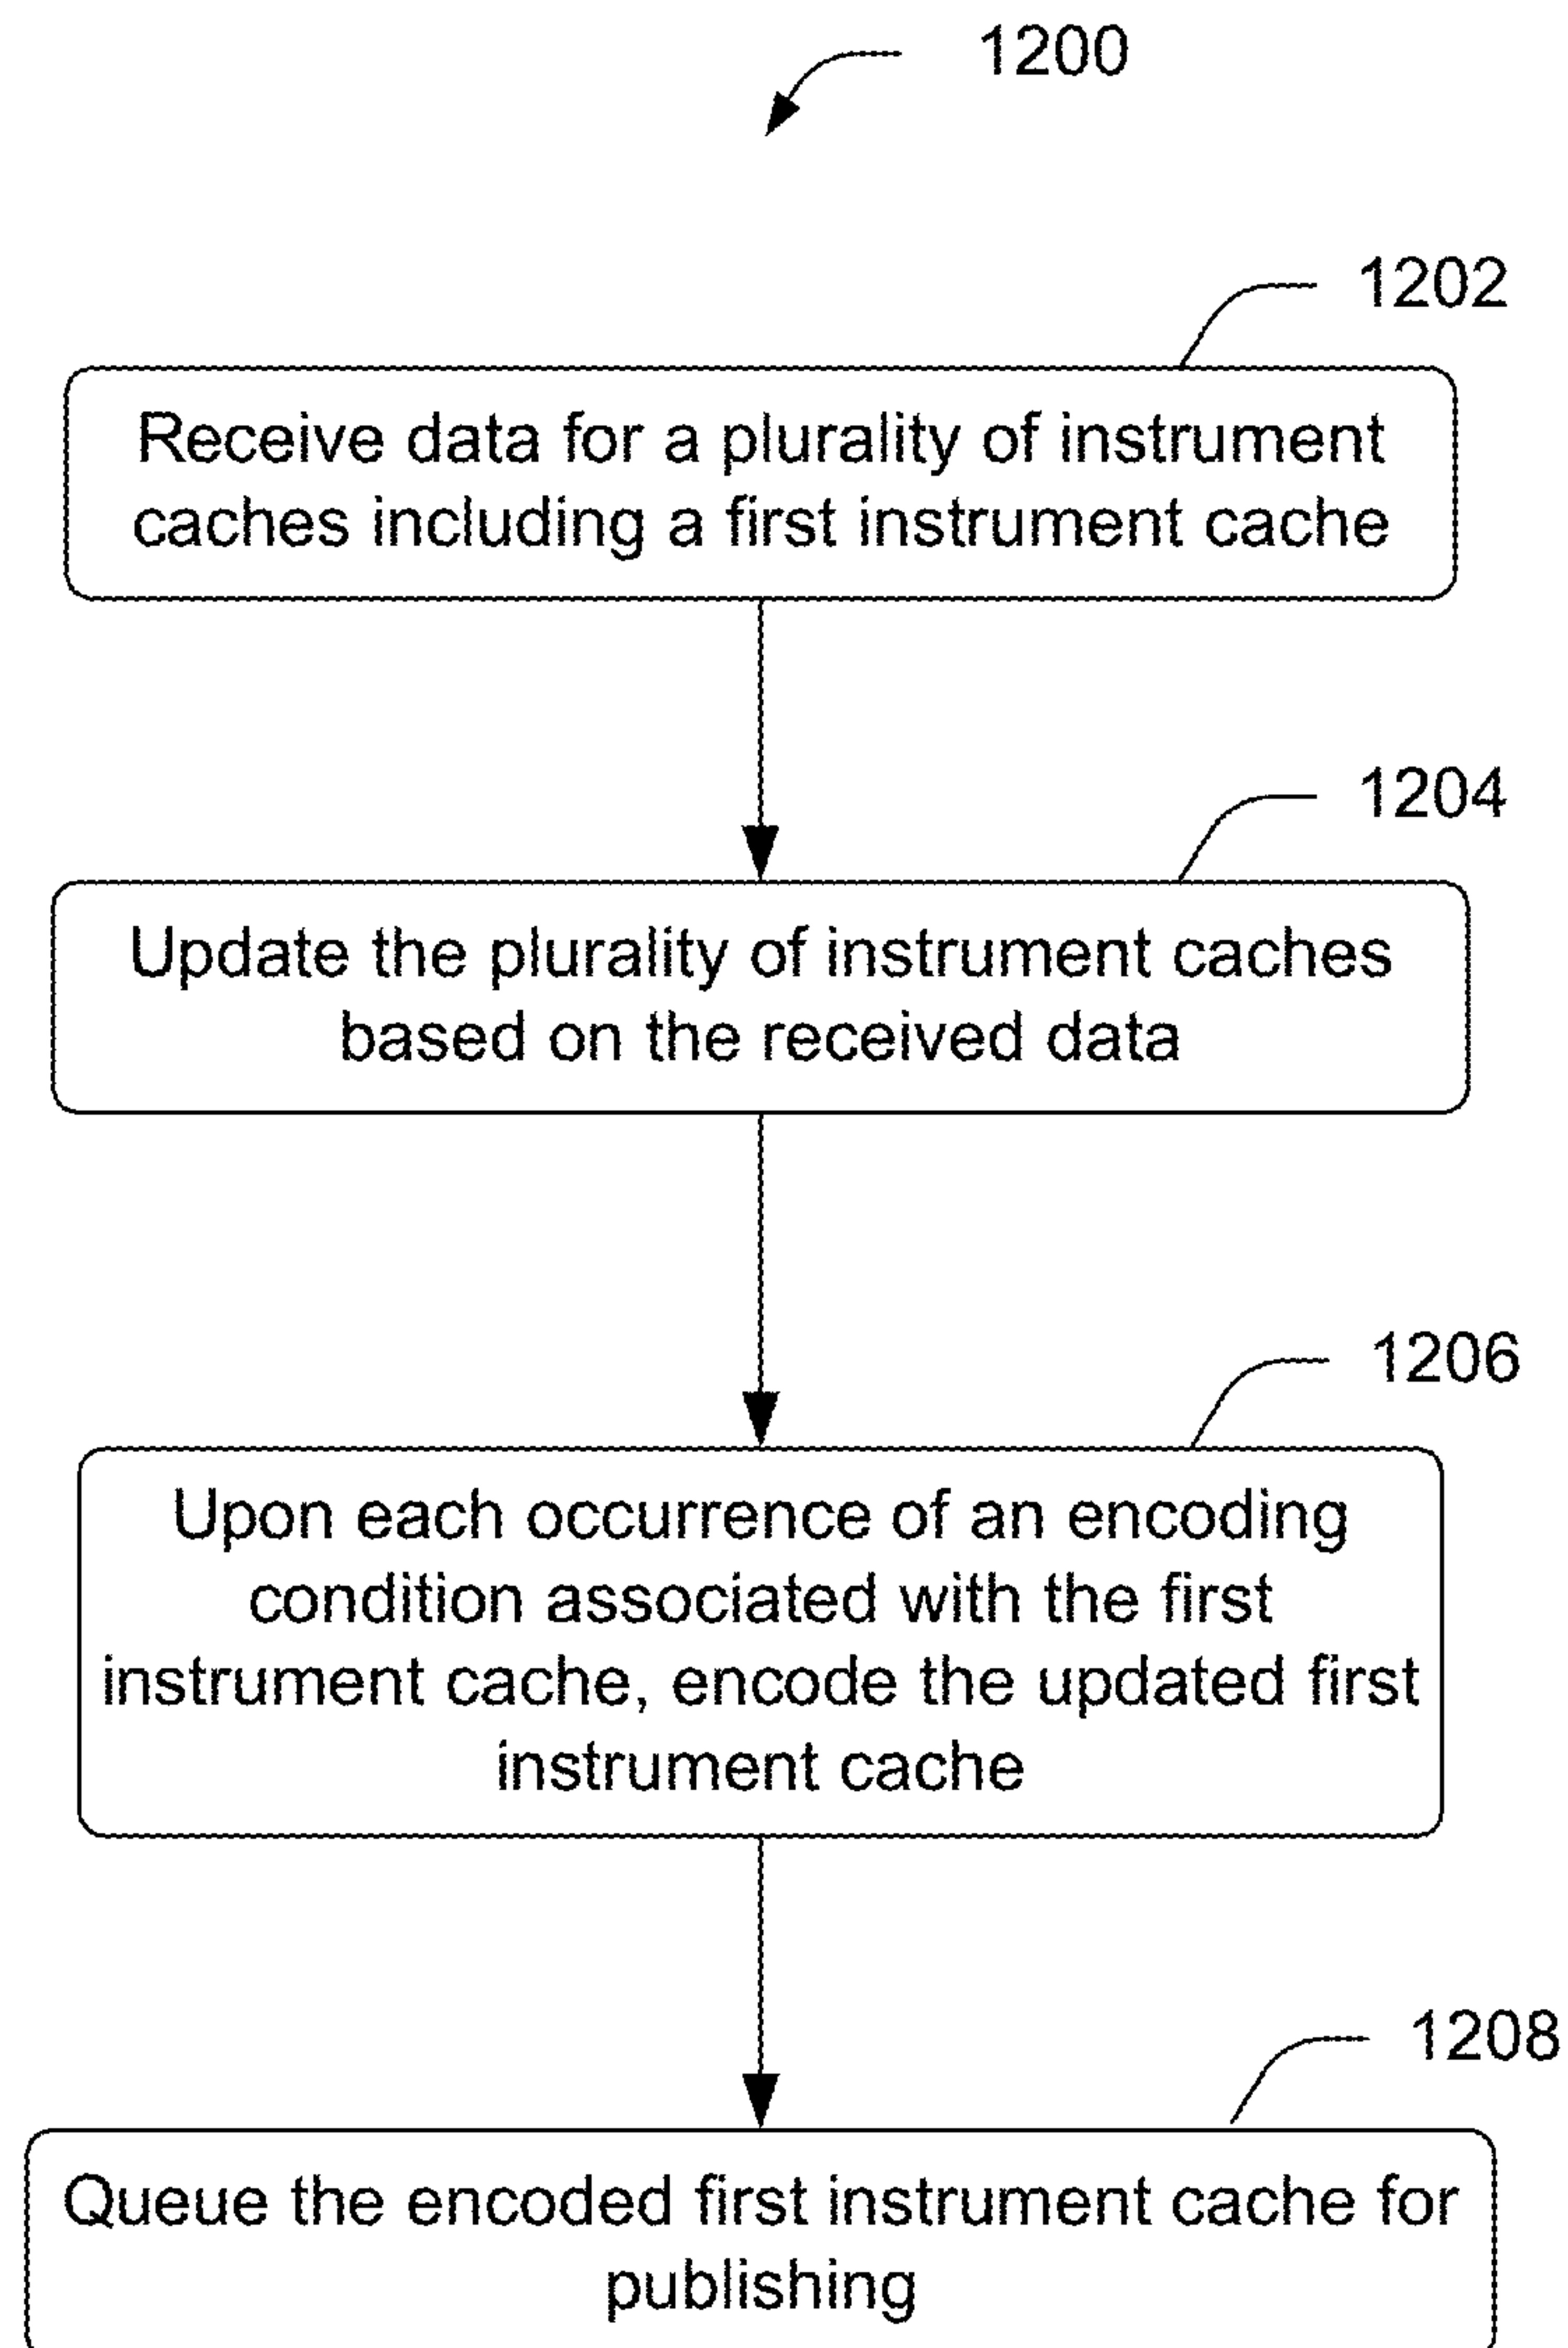 1200
1202
Receive data for a plurality of instrument
caches including a first instrument cache
1204
Update the plurality of instrument caches
based on the received data
1206
Upon each occurrence of an encoding
condition associated with the first
instrument cache, encode the updated first
instrument cache
1208
Queue the encoded first instrument cache for
publishing